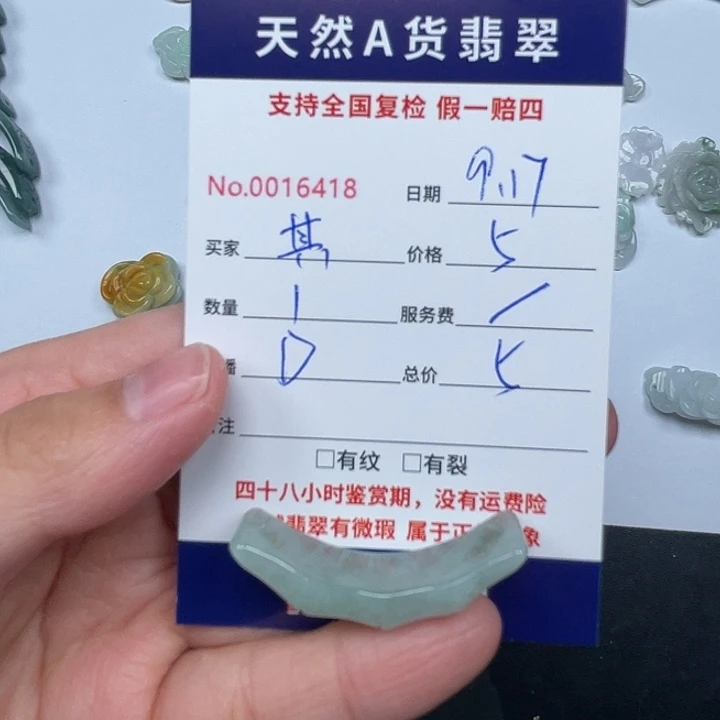 天然A货翡翠
支持全国复检 假一赔四
No.0016418 日期 9.17
买家 其 价格 5
数量 1 服务费 /
播 D 总价 5
注
□有纹 □有裂
四十八小时鉴赏期，没有运费险
翡翠有微瑕 属于正 象